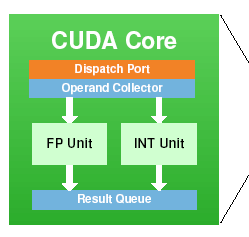 CUDA Core
Dispatch Port
Operand Collector
FP Unit
INT Unit
Result Queue